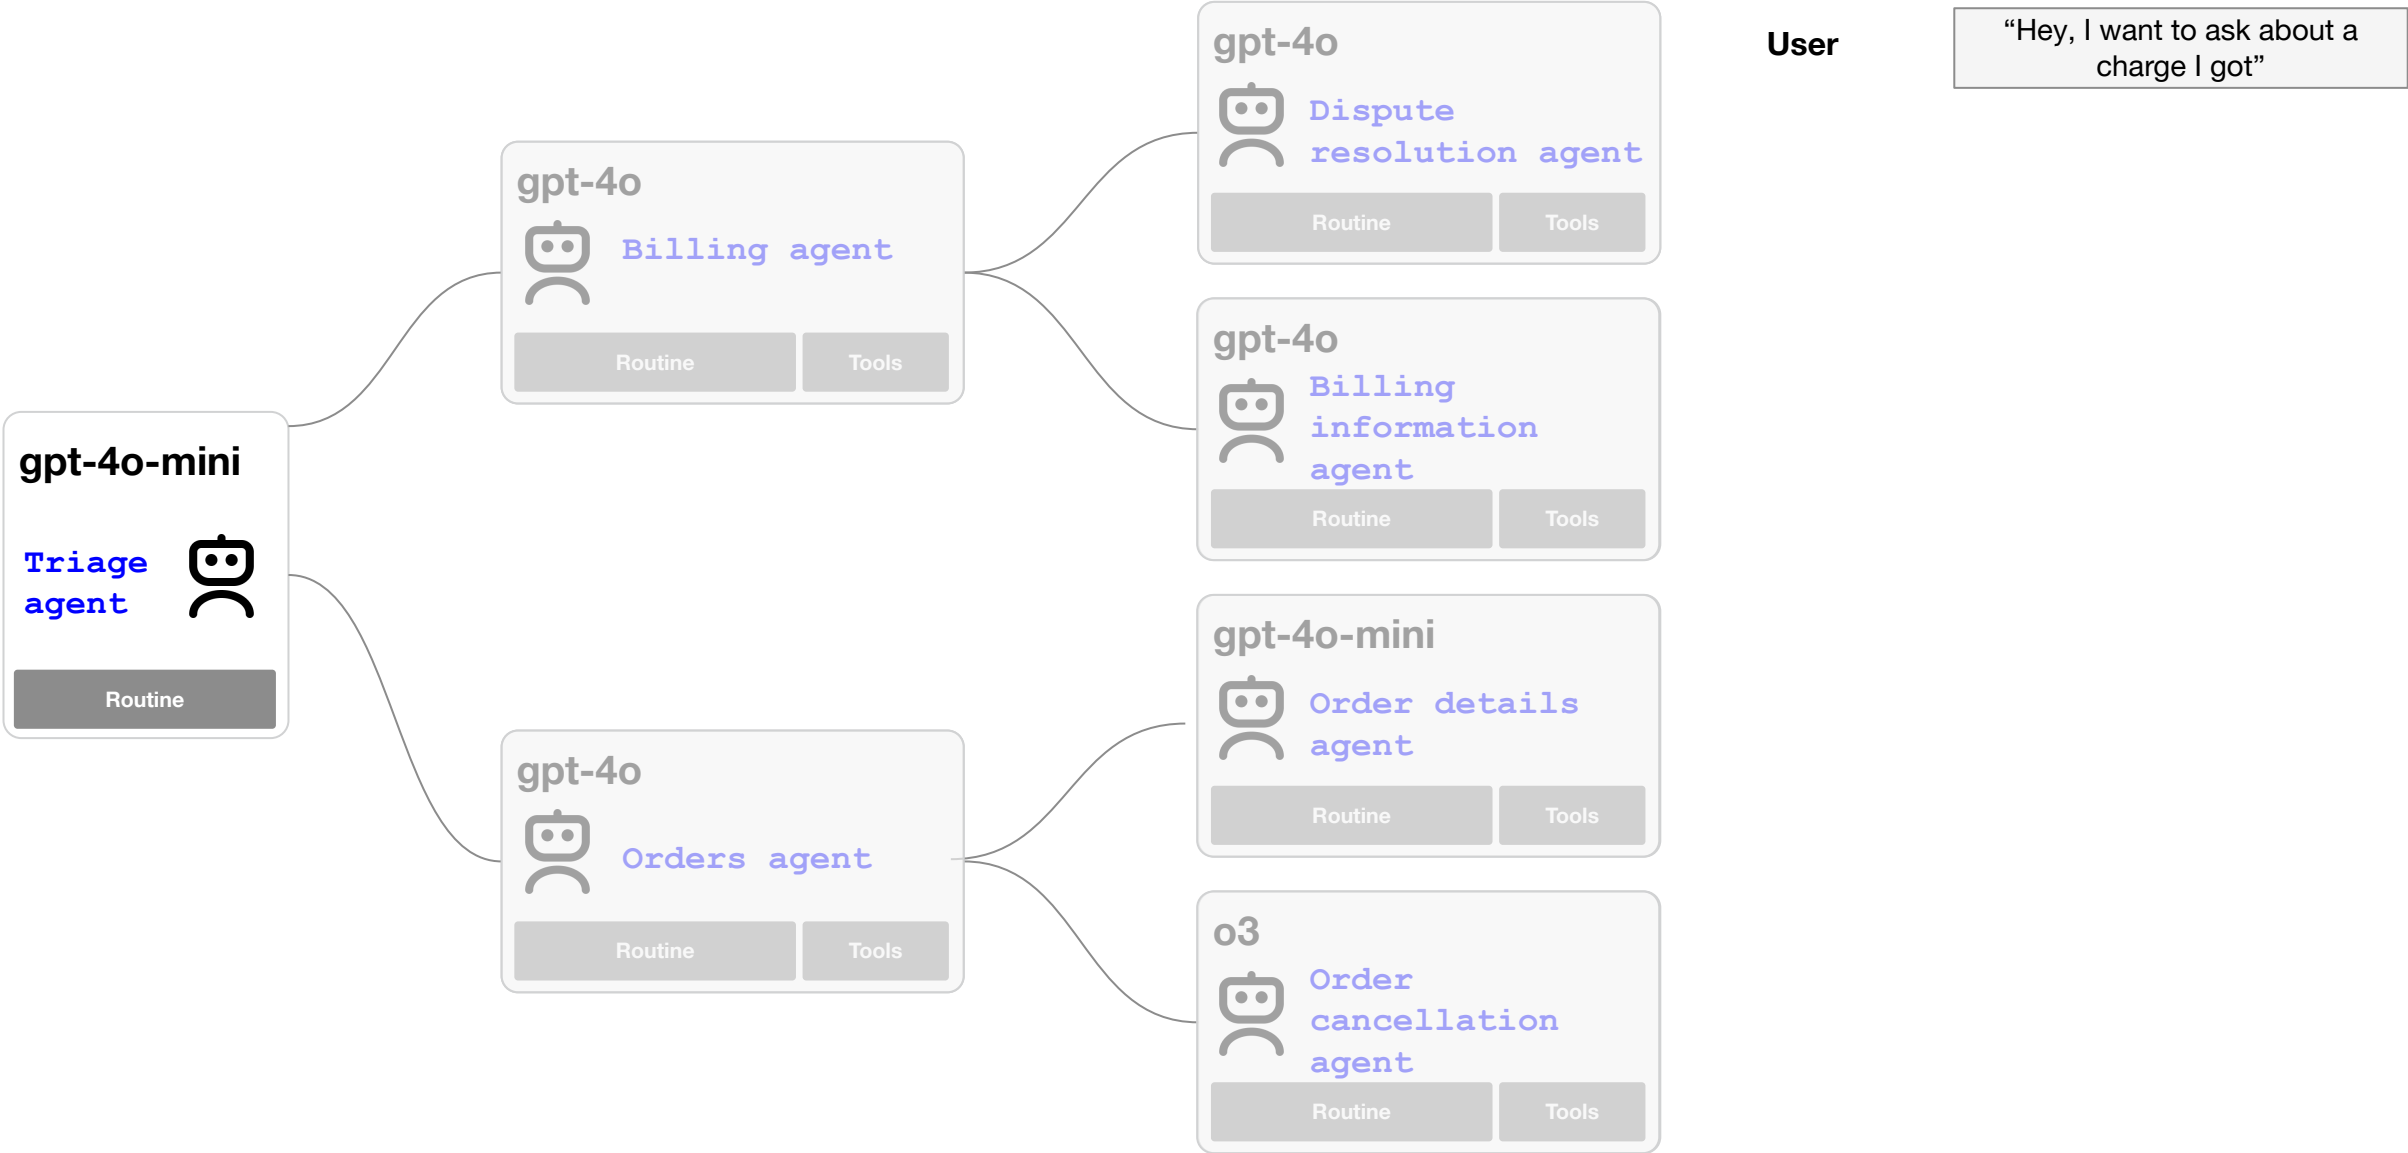 gpt-4o-mini
Triage
agent
Routine
gpt-4o
Billing agent
Routine
Tools
gpt-4o
Orders agent
Routine
Tools
gpt-4o
Dispute
resolution agent
Routine
Tools
gpt-4o
Billing
information
agent
Routine
Tools
gpt-4o-mini
Order details
agent
Routine
Tools
o3
Order
cancellation
agent
Routine
Tools
User
“Hey, I want to ask about a
charge I got”